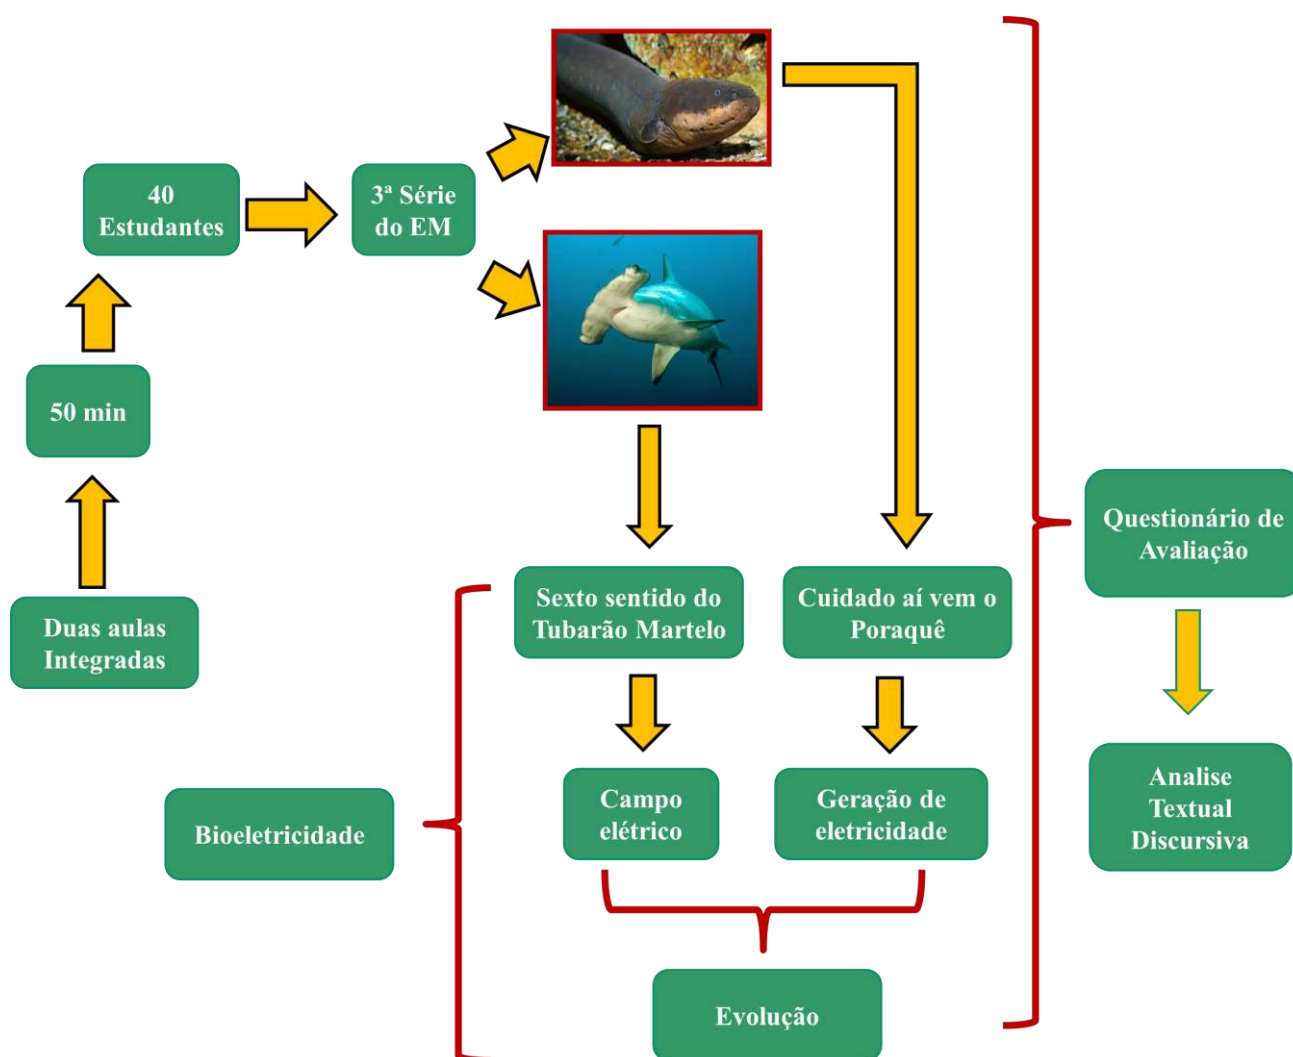 40
Estudantes
3ª Série
do EM
50 min
Duas aulas
Integradas
Sexto sentido do
Tubarão Martelo
Cuidado aí vem o
Poraquê
Questionário de
Avaliação
Bioeletricidade
Campo
elétrico
Geração de
eletricidade
Analise
Textual
Discursiva
Evolução